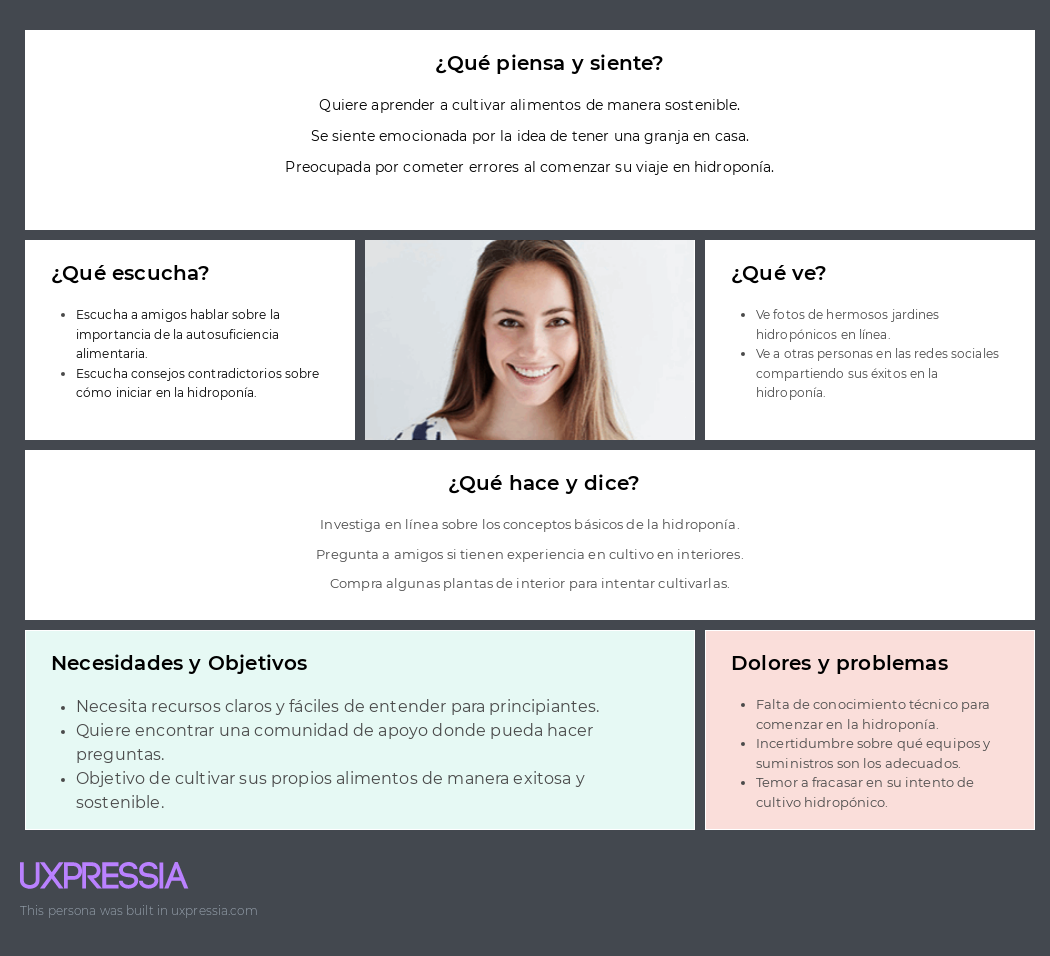 ¿Qué piensa y siente?
Quiere aprender a cultivar alimentos de manera sostenible.
Se siente emocionada por la idea de tener una granja en casa.
Preocupada por cometer errores al comenzar su viaje en hidroponía.
¿Qué escucha?
• Escucha a amigos hablar sobre la
importancia de la autosuficiencia
alimentaria.
• Escucha consejos contradictorios sobre
cómo iniciar en la hidroponía.
¿Qué ve?
• Ve fotos de hermosos jardines
hidropónicos en línea.
• Ve a otras personas en las redes sociales
compartiendo sus éxitos en la
hidroponía.
¿Qué hace y dice?
Investiga en línea sobre los conceptos básicos de la hidroponía.
Pregunta a amigos si tienen experiencia en cultivo en interiores.
Compra algunas plantas de interior para intentar cultivarlas.
Necesidades y Objetivos
• Necesita recursos claros y fáciles de entender para principiantes.
• Quiere encontrar una comunidad de apoyo donde pueda hacer
preguntas.
• Objetivo de cultivar sus propios alimentos de manera exitosa y
sostenible.
Dolores y problemas
• Falta de conocimiento técnico para
comenzar en la hidroponía.
• Incertidumbre sobre qué equipos y
suministros son los adecuados.
• Temor a fracasar en su intento de
cultivo hidropónico.
UXPRESSIA
This persona was built in uxpressia.com